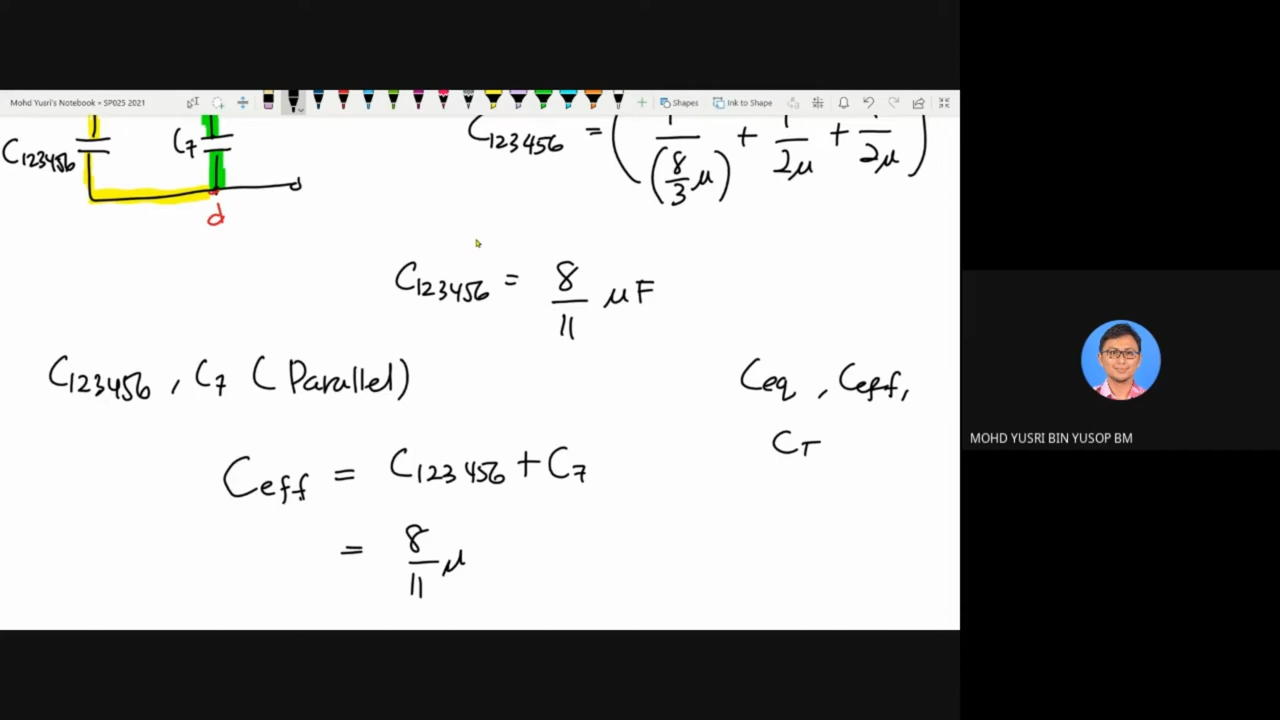 Mohd Yusri's Notebook » SP025 2021
Shapes
Ink to Shape
C123456
C7
d
C123456 = ( 1/(8/3 μ) + 1/2μ + 1/2μ )
C123456 = 8/11 μF
C123456 , C7 ( Parallel)
Ceq , Ceff,
CT
Ceff = C123456 + C7
= 8/11 μ
MOHD YUSRI BIN YUSOP BM